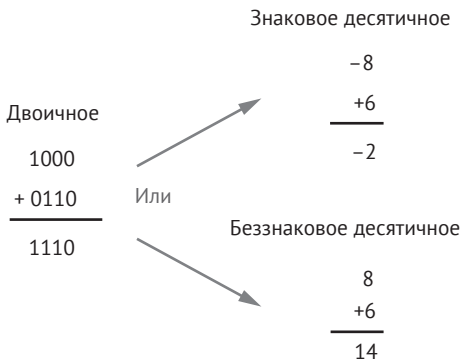 Знаковое десятичное
–8
+6
–2
Двоичное
1000
+ 0110
1110
Или
Беззнаковое десятичное
8
+6
14